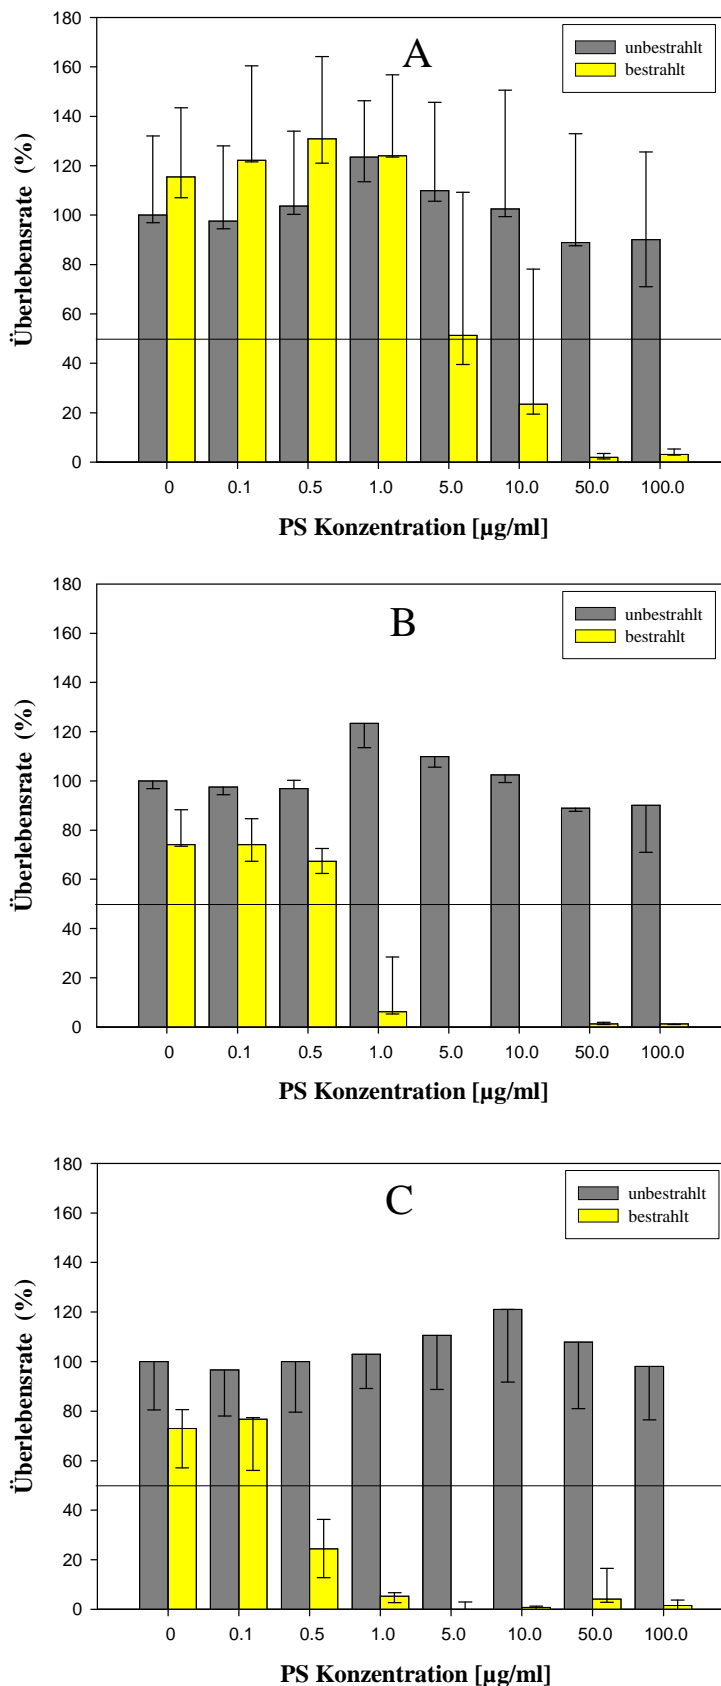 A
unbestrahlt
bestrahlt
Überlebensrate (%)
180
160
140
120
100
80
60
40
20
0
0 0.1 0.5 1.0 5.0 10.0 50.0 100.0
PS Konzentration [µg/ml]
B
unbestrahlt
bestrahlt
Überlebensrate (%)
180
160
140
120
100
80
60
40
20
0
0 0.1 0.5 1.0 5.0 10.0 50.0 100.0
PS Konzentration [µg/ml]
C
unbestrahlt
bestrahlt
Überlebensrate (%)
180
160
140
120
100
80
60
40
20
0
0 0.1 0.5 1.0 5.0 10.0 50.0 100.0
PS Konzentration [µg/ml]